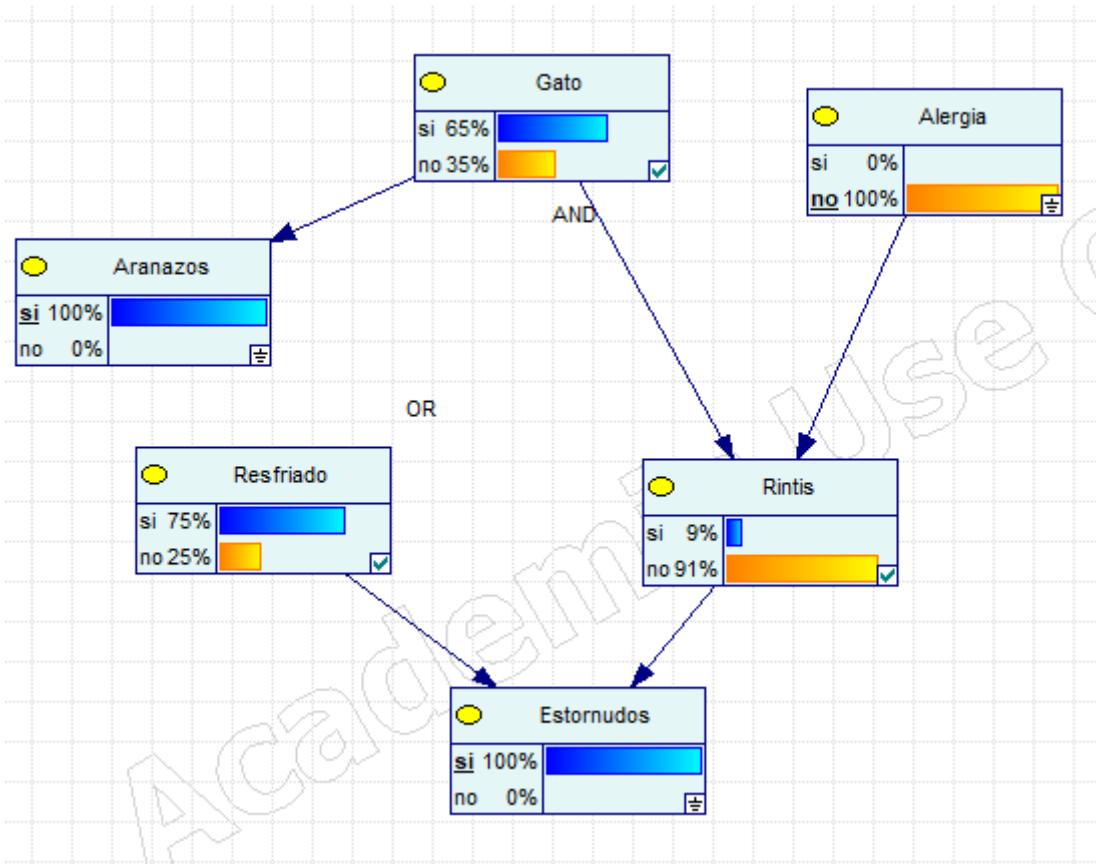 Gato
si 65%
no 35%
Alergia
si 0%
no 100%
AND
Aranazos
si 100%
no 0%
OR
Resfriado
si 75%
no 25%
Rintis
si 9%
no 91%
Estornudos
si 100%
no 0%
Academi Use